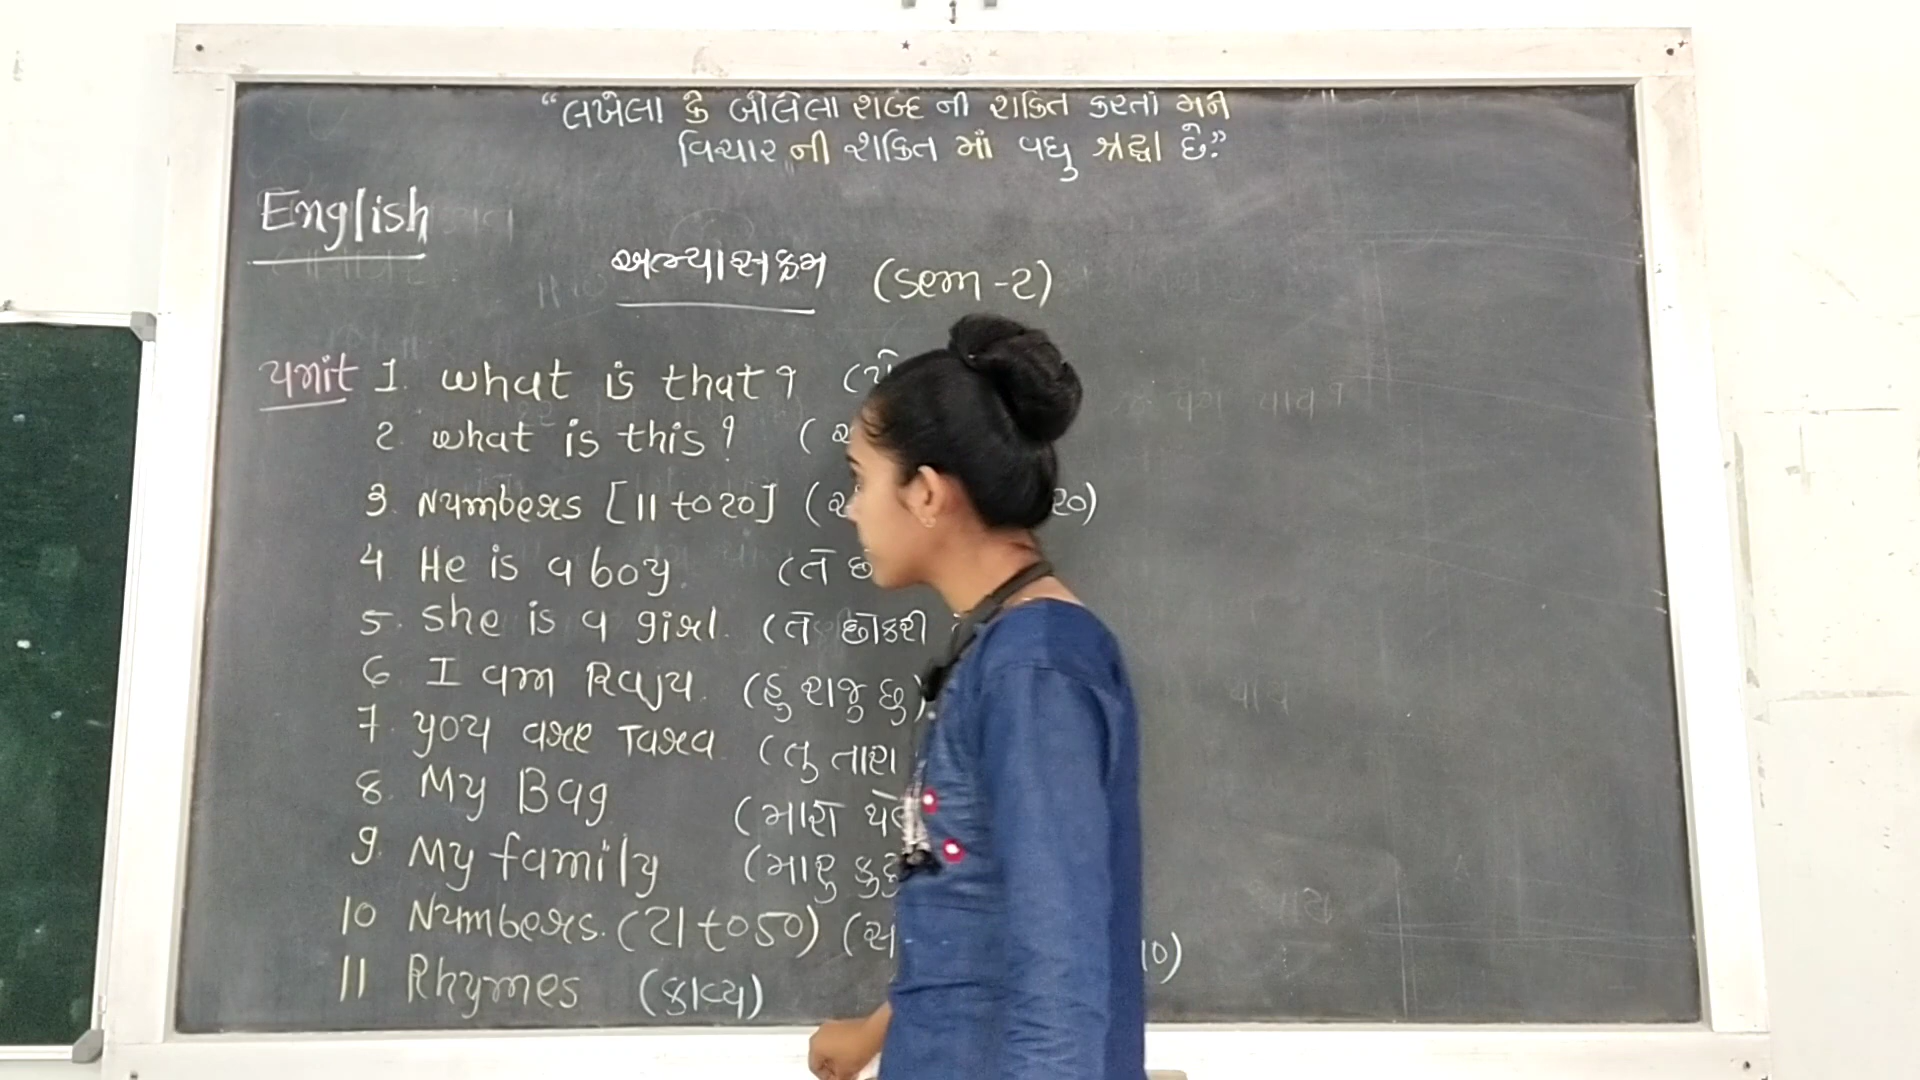 “લખેલા કે બોલેલા શબ્દ ની શક્તિ કરતાં મને
વિચાર ની શક્તિ માં વધુ શ્રદ્ધા છે.”
English
અભ્યાસક્રમ (sem-2)
યુનિટ 1. what is that?
2. what is this?
3. Numbers [11 to 20] 20)
4 He is a boy. (તે
5. she is a girl. (તે છોકરી
6 I am Raju. (હુ રાજુ છુ)
7. you are Tara. (તુ તારા
8. My Bag (મારો
9. My family (મારુ
10 Numbers. (21 to 50)
11 Rhymes (કાવ્ય)